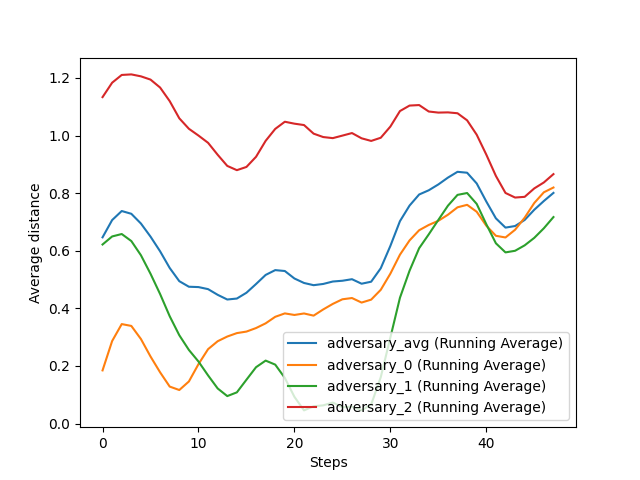 1.2
1.0
0.8
0.6
0.4
0.2
0.0
Average distance
adversary_avg (Running Average)
adversary_0 (Running Average)
adversary_1 (Running Average)
adversary_2 (Running Average)
0 10 20 30 40
Steps